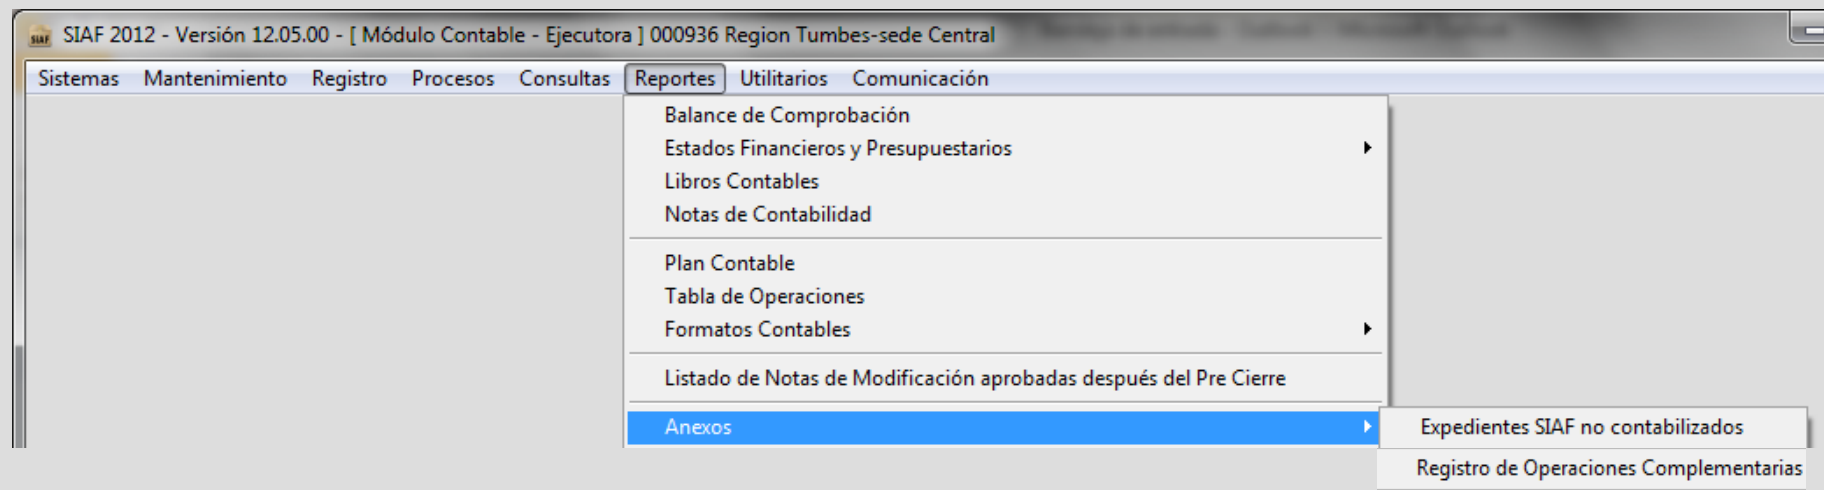 SIAF SIAF 2012 - Versión 12.05.00 - [ Módulo Contable - Ejecutora ] 000936 Region Tumbes-sede Central
Sistemas Mantenimiento Registro Procesos Consultas Reportes Utilitarios Comunicación
Balance de Comprobación
Estados Financieros y Presupuestarios
Libros Contables
Notas de Contabilidad
Plan Contable
Tabla de Operaciones
Formatos Contables
Listado de Notas de Modificación aprobadas después del Pre Cierre
Anexos
Expedientes SIAF no contabilizados
Registro de Operaciones Complementarias